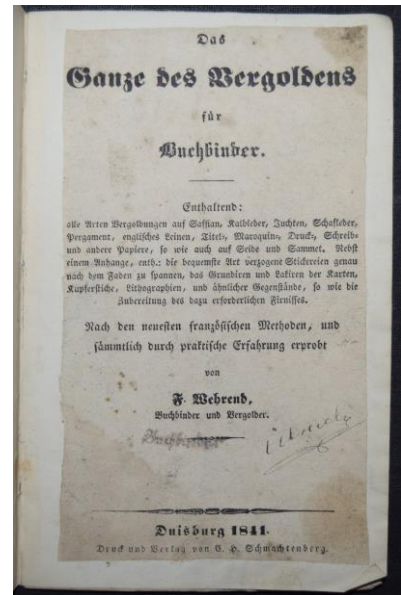 Das
Ganze des Vergoldens
für
Buchbinder.
Enthaltend:
alle Arten Vergoldungen auf Saffian, Kalbleder, Juchten, Schafleder,
Pergament, englisches Leinen, Titel-, Maroquin-, Druck-, Schreib-
und andere Papiere, so wie auch auf Seide und Sammet. Nebst
einem Anhange, enth.: die bequemste Art verzogene Stickereien genau
nach dem Faden zu spannen, das Grundiren und Lakiren der Karten,
Kupferstiche, Lithographien, und ähnlicher Gegenstände, so wie die
Zubereitung des dazu erforderlichen Firnisses.
Nach den neuesten französischen Methoden, und
sämmtlich durch praktische Erfahrung erprobt
von
F. Wehrend,
Buchbinder und Vergolder.
Buchbinder
Duisburg 1841.
Druck und Verlag von C. H. Schmachtenberg.